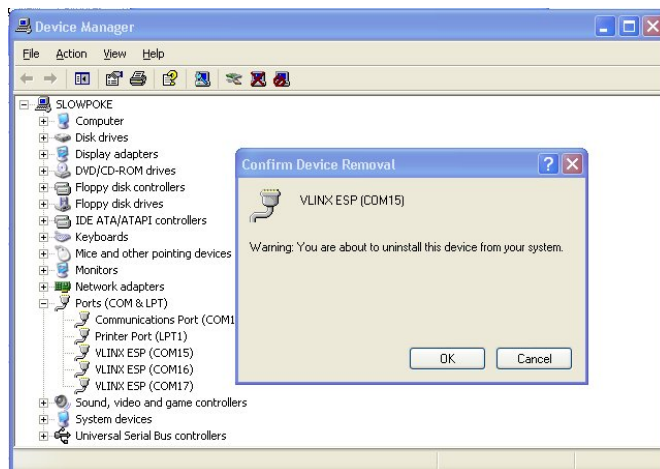 Device Manager
File Action View Help
SLOWPOKE
Computer
Disk drives
Display adapters
DVD/CD-ROM drives
Floppy disk controllers
Floppy disk drives
IDE ATA/ATAPI controllers
Keyboards
Mice and other pointing devices
Monitors
Network adapters
Ports (COM & LPT)
Communications Port (COM1
Printer Port (LPT1)
VLINX ESP (COM15)
VLINX ESP (COM16)
VLINX ESP (COM17)
Sound, video and game controllers
System devices
Universal Serial Bus controllers
Confirm Device Removal
VLINX ESP (COM15)
Warning: You are about to uninstall this device from your system.
OK Cancel